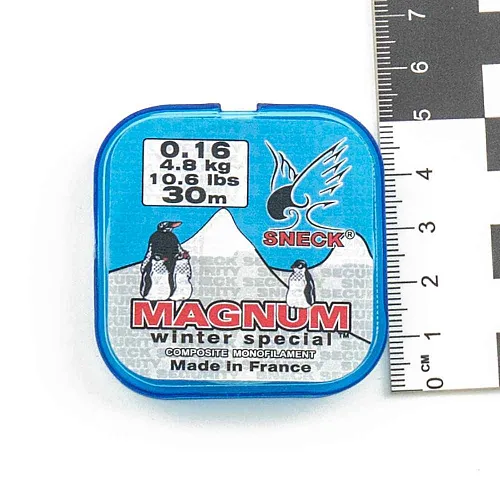 0.16
4.8 kg
10.6 lbs
30m
SNECK®
MAGNUM
winter special™
COMPOSITE MONOFILAMENT
Made in France
7
6
5
4
3
2
1
0 CM